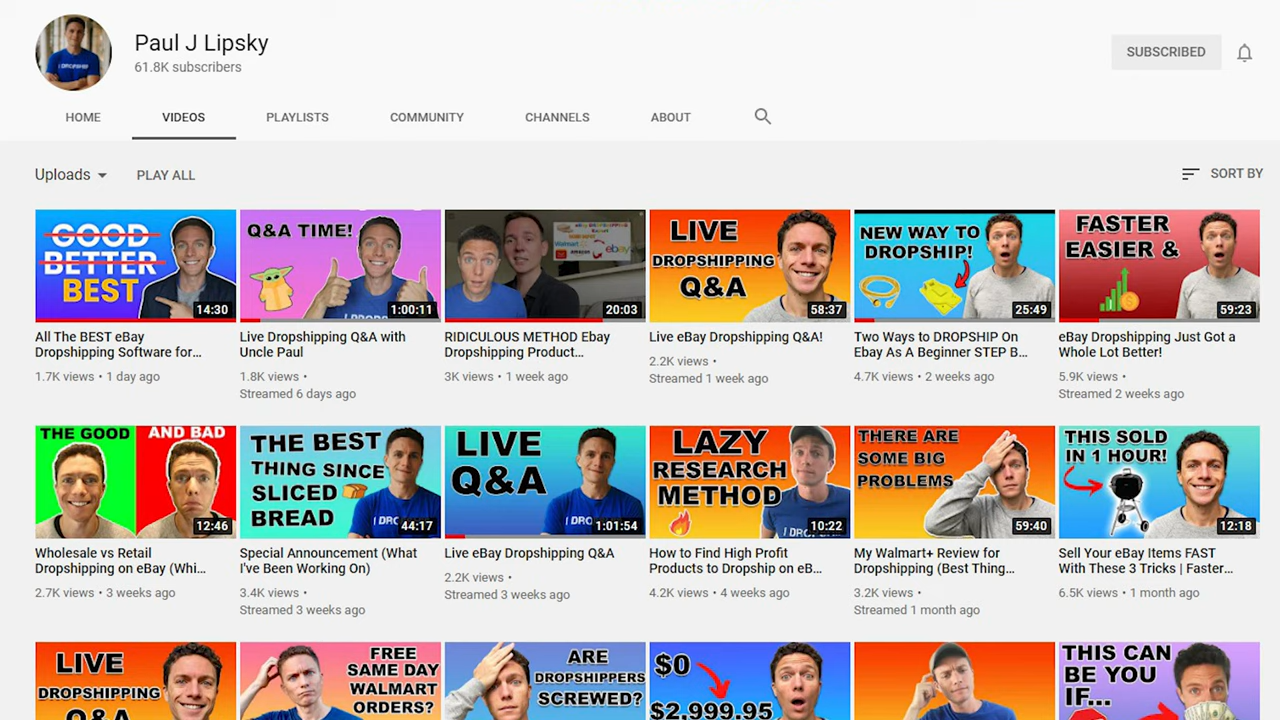 Paul J Lipsky
61.8K subscribers
SUBSCRIBED
HOME
VIDEOS
PLAYLISTS
COMMUNITY
CHANNELS
ABOUT
Uploads
PLAY ALL
SORT BY
GOOD
BETTER
BEST
14:30
Q&A TIME!
1:00:11
Walmart
amazon
ebay
20:03
LIVE
DROPSHIPPING
Q&A
58:37
NEW WAY TO
DROPSHIP!
25:49
FASTER
EASIER &
59:23
All The BEST eBay
Dropshipping Software for...
1.7K views • 1 day ago
Live Dropshipping Q&A with
Uncle Paul
1.8K views •
Streamed 6 days ago
RIDICULOUS METHOD Ebay
Dropshipping Product...
3K views • 1 week ago
Live eBay Dropshipping Q&A!
2.2K views •
Streamed 1 week ago
Two Ways to DROPSHIP On
Ebay As A Beginner STEP B...
4.7K views • 2 weeks ago
eBay Dropshipping Just Got a
Whole Lot Better!
5.9K views •
Streamed 2 weeks ago
THE GOOD
AND BAD
12:46
THE BEST
THING SINCE
SLICED
BREAD
44:17
LIVE
Q&A
1:01:54
LAZY
RESEARCH
METHOD
10:22
THERE ARE
SOME BIG
PROBLEMS
59:40
THIS SOLD
IN 1 HOUR!
12:18
Wholesale vs Retail
Dropshipping on eBay (Whi...
2.7K views • 3 weeks ago
Special Announcement (What
I've Been Working On)
3.4K views •
Streamed 3 weeks ago
Live eBay Dropshipping Q&A
2.2K views •
Streamed 3 weeks ago
How to Find High Profit
Products to Dropship on eB...
4.2K views • 4 weeks ago
My Walmart+ Review for
Dropshipping (Best Thing...
3.2K views •
Streamed 1 month ago
Sell Your eBay Items FAST
With These 3 Tricks | Faster...
6.5K views • 1 month ago
LIVE
DROPSHIPPING
Q&A
FREE
SAME DAY
WALMART
ORDERS?
ARE
DROPSHIPPERS
SCREWED?
$0
$2,999.95
THIS CAN
BE YOU
IF...